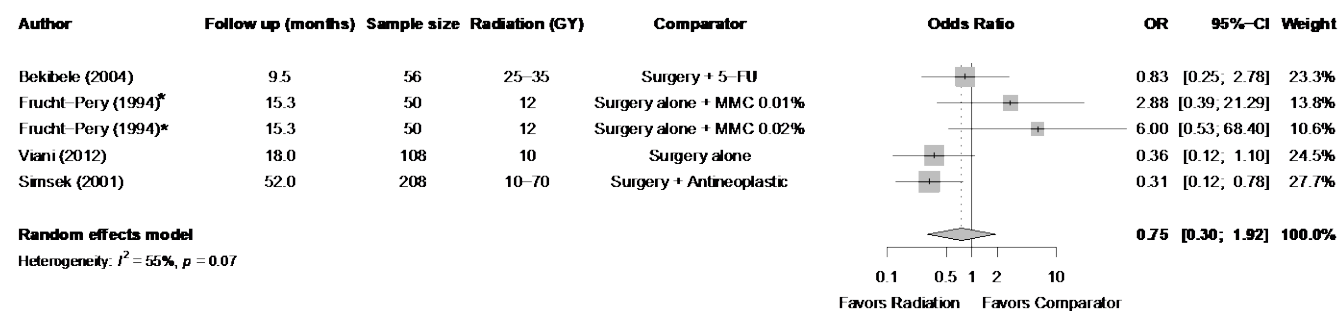 Author Follow up (months) Sample size Radiation (GY) Comparator Odds Ratio OR 95%−CI Weight
Bekibele (2004) 9.5 56 25−35 Surgery + 5−FU 0.83 [0.25; 2.78] 23.3%
Frucht−Pery (1994)* 15.3 50 12 Surgery alone + MMC 0.01% 2.88 [0.39; 21.29] 13.8%
Frucht−Pery (1994)* 15.3 50 12 Surgery alone + MMC 0.02% 6.00 [0.53; 68.40] 10.6%
Viani (2012) 18.0 108 10 Surgery alone 0.36 [0.12; 1.10] 24.5%
Simsek (2001) 52.0 208 10−70 Surgery + Antineoplastic 0.31 [0.12; 0.78] 27.7%
Random effects model 0.75 [0.30; 1.92] 100.0%
Heterogeneity: I² = 55%, p = 0.07
0.1 0.5 1 2 10
Favors Radiation Favors Comparator